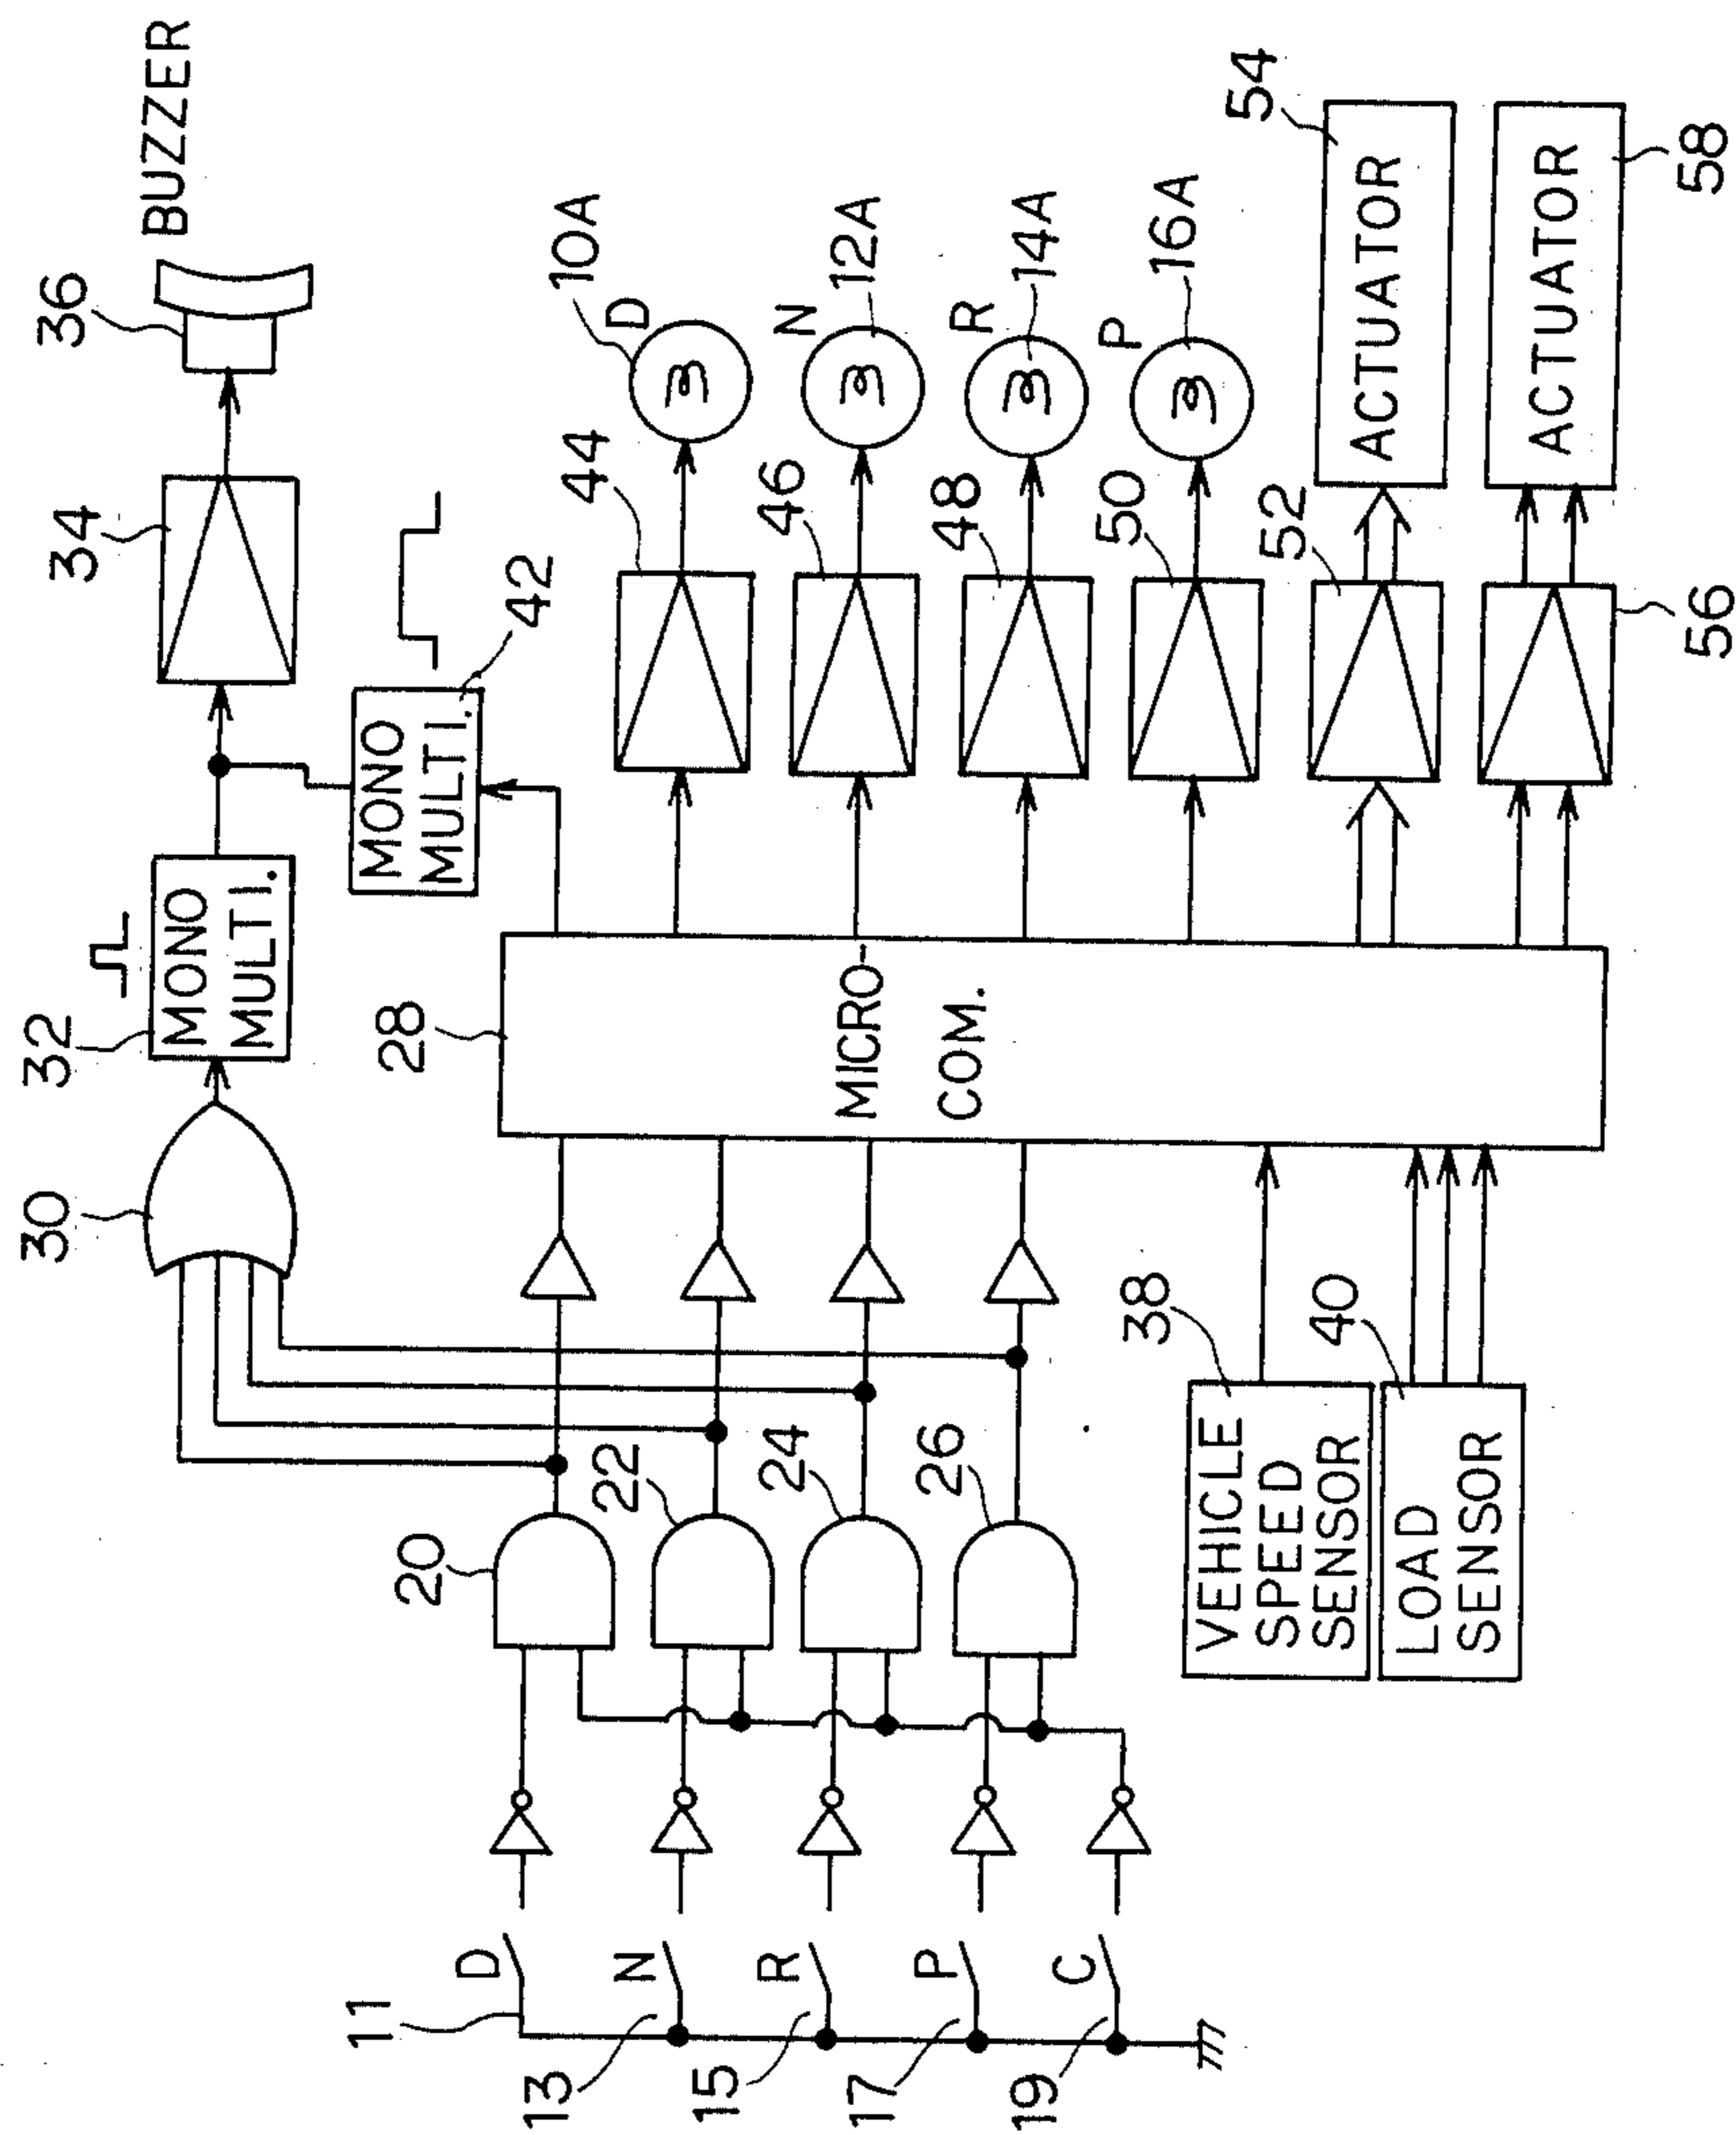 BUZZER
36
34
32
30
MONO
MULTI.
42
MONO
MULTI.
28
MICRO-
COM.
10A
D
44
12A
N
46
14A
R
48
16A
P
50
54
ACTUATOR
52
58
ACTUATOR
56
20
22
24
26
38
VEHICLE
SPEED
SENSOR
40
LOAD
SENSOR
11
D
13
N
15
R
17
P
19
C